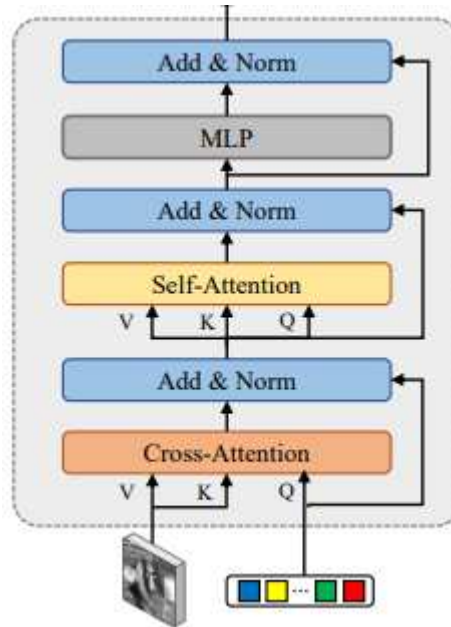 Add & Norm
MLP
Add & Norm
Self-Attention
V K Q
Add & Norm
Cross-Attention
V K Q
...